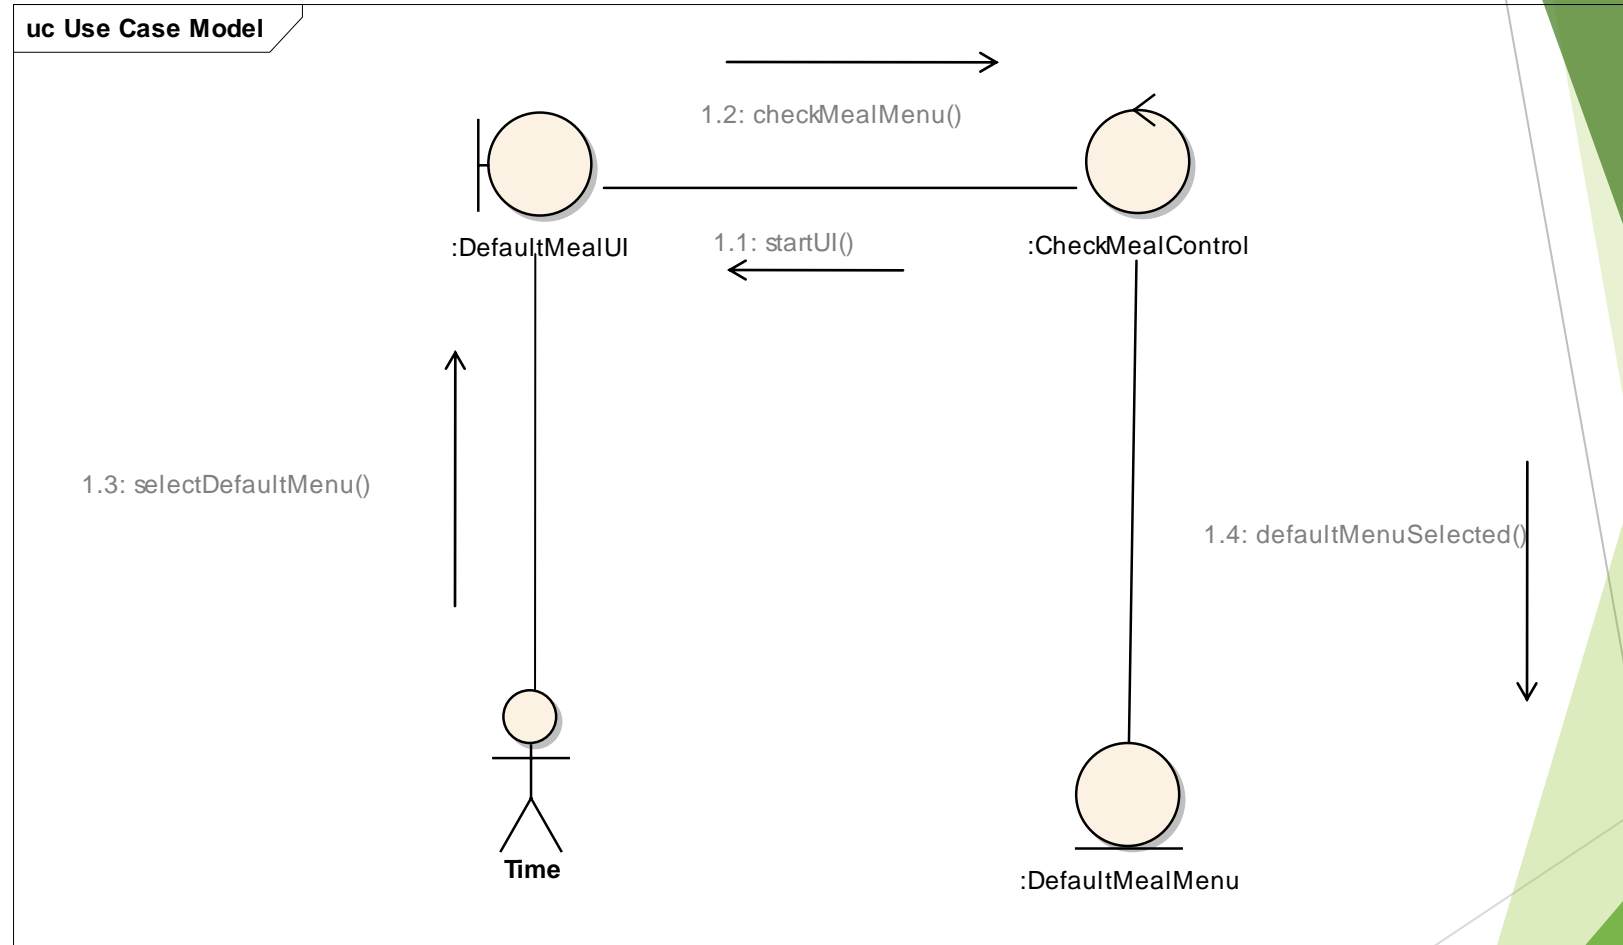 uc Use Case Model
1.2: checkMealMenu()
:DefaultMealUI
1.1: startUI()
:CheckMealControl
1.3: selectDefaultMenu()
1.4: defaultMenuSelected()
Time
:DefaultMealMenu